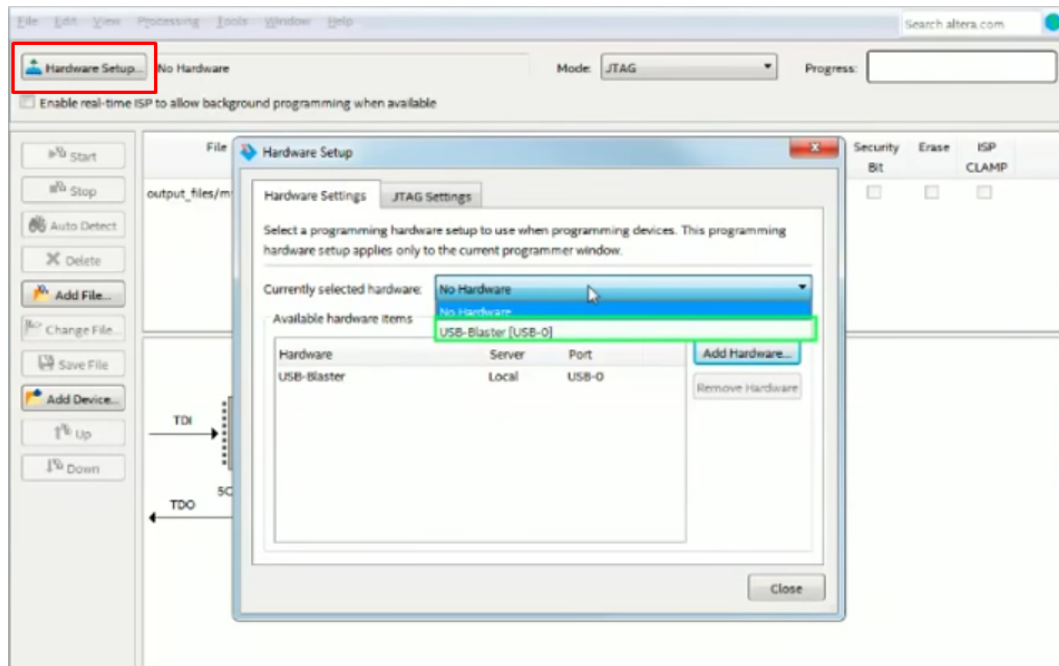 File Edit View Processing Tools Window Help
Search altera.com
Hardware Setup... No Hardware Mode: JTAG Progress:
Enable real-time ISP to allow background programming when available
Start
Stop
Auto Detect
Delete
Add File...
Change File...
Save File
Add Device...
Up
Down
File Security Bit Erase ISP CLAMP
output_files/m
TDI
5C
TDO
Hardware Setup
Hardware Settings JTAG Settings
Select a programming hardware setup to use when programming devices. This programming
hardware setup applies only to the current programmer window.
Currently selected hardware: No Hardware
No Hardware
USB-Blaster [USB-0]
Available hardware items
Hardware Server Port
USB-Blaster Local USB-0
Add Hardware...
Remove Hardware
Close